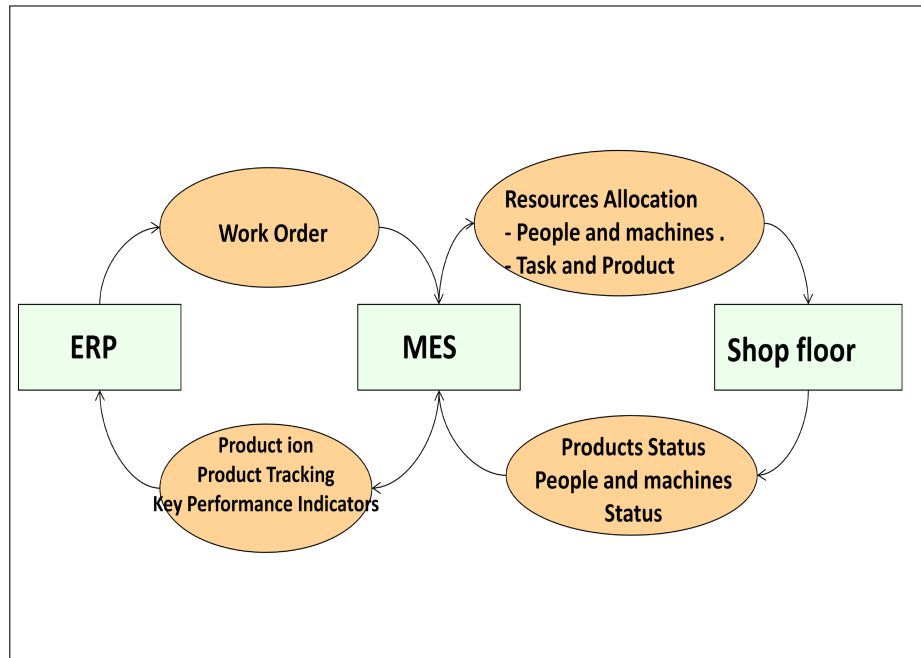 Work Order
Resources Allocation
- People and machines .
- Task and Product
ERP
MES
Shop floor
Product ion
Product Tracking
Key Performance Indicators
Products Status
People and machines
Status